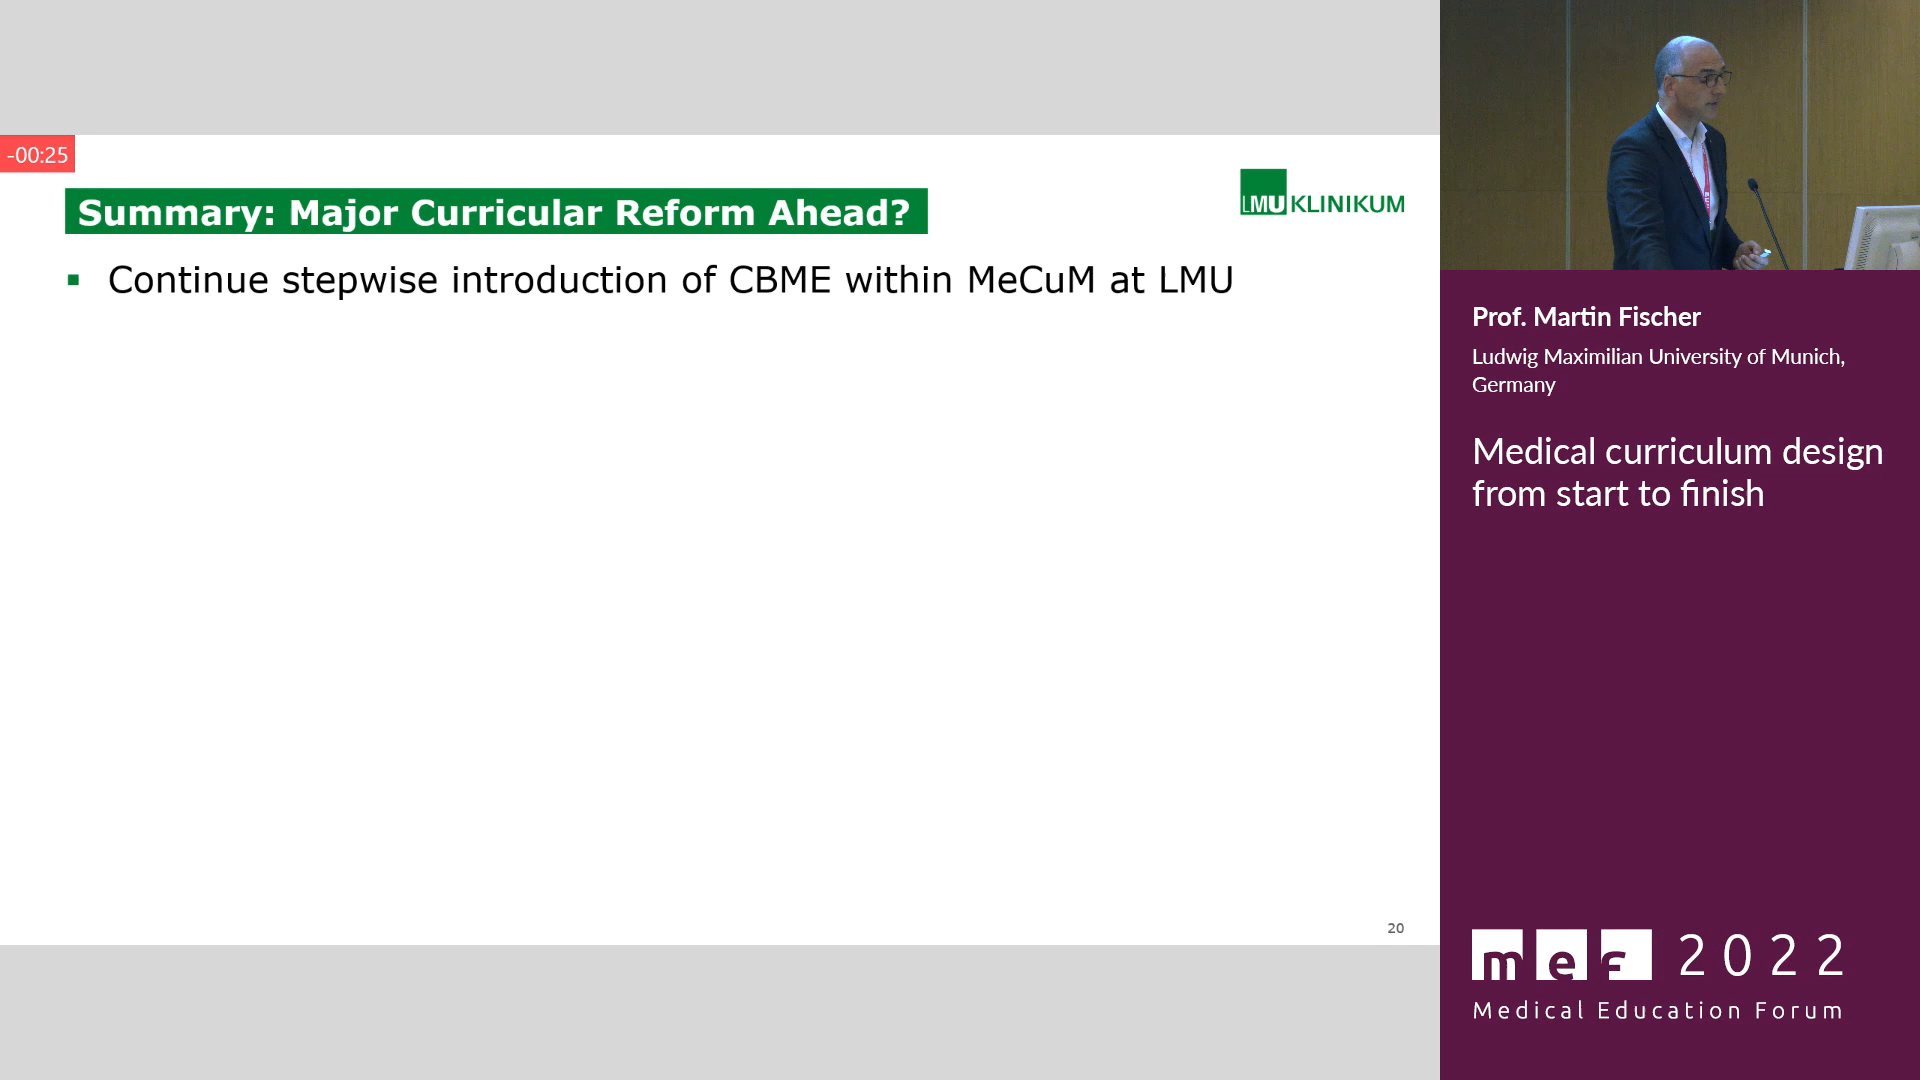 -00:25
Summary: Major Curricular Reform Ahead?
LMU KLINIKUM
Continue stepwise introduction of CBME within MeCuM at LMU
20
Prof. Martin Fischer
Ludwig Maximilian University of Munich,
Germany
Medical curriculum design
from start to finish
mef 2022
Medical Education Forum